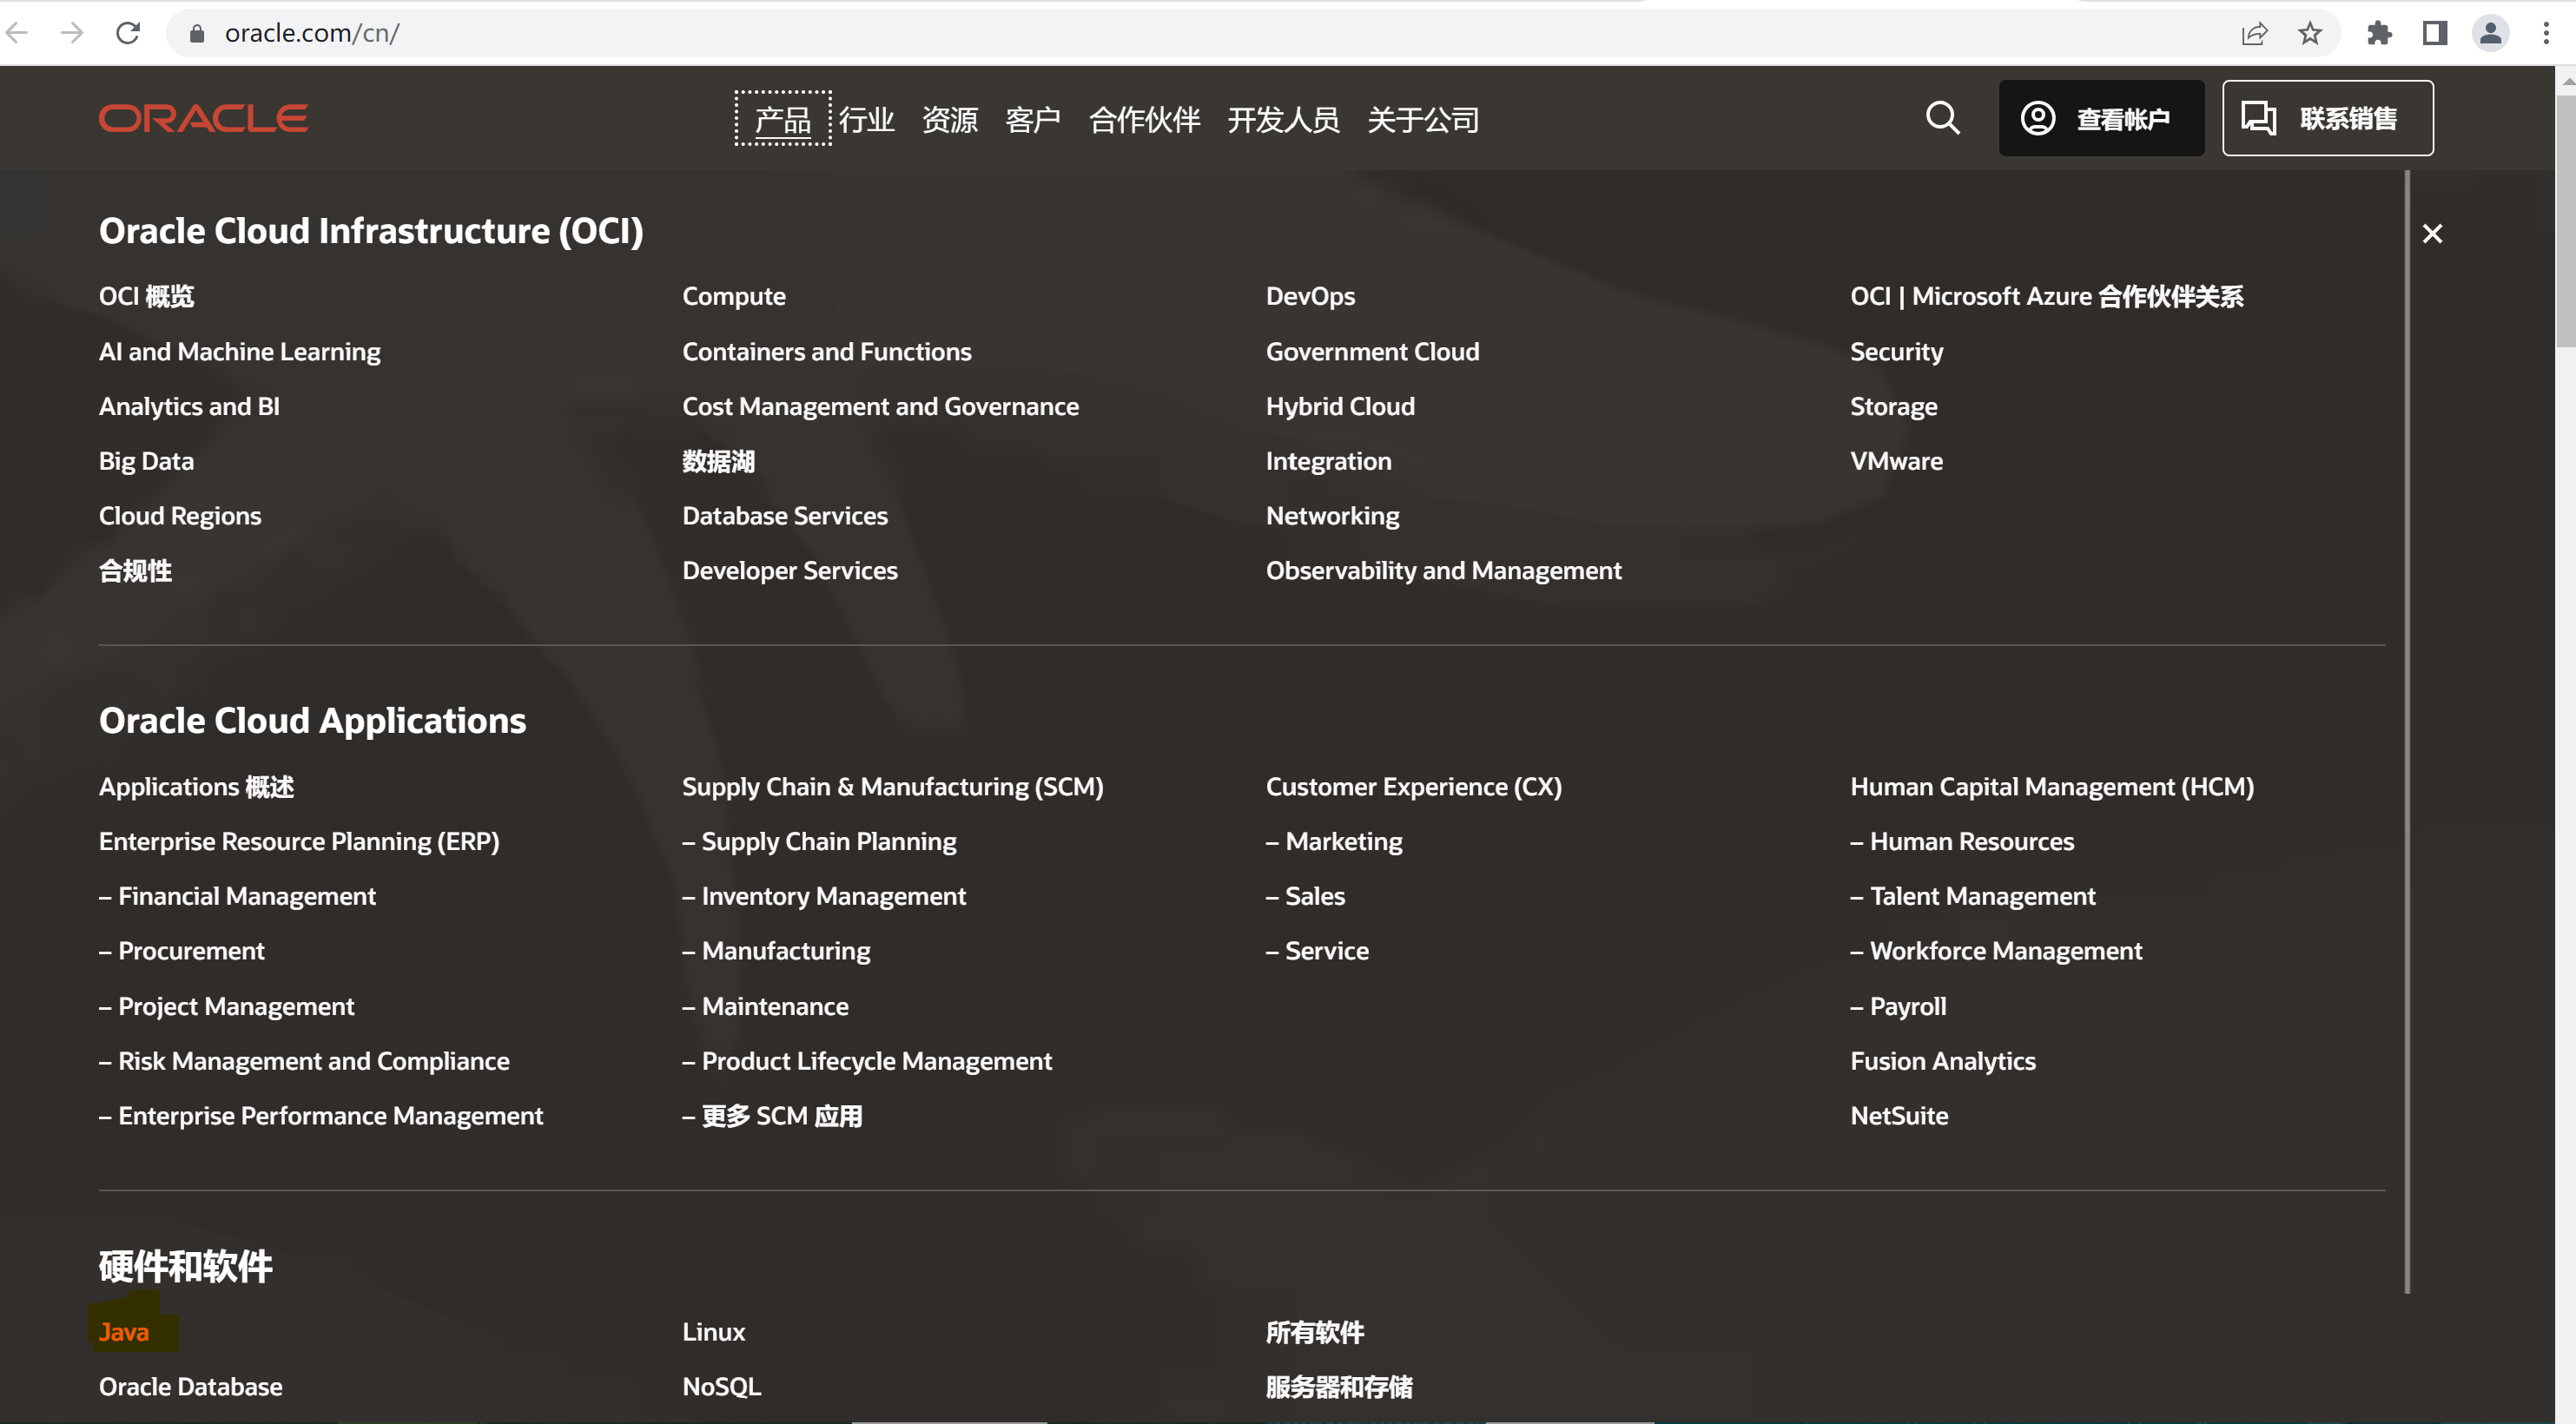 oracle.com/cn/
ORACLE
产品 行业 资源 客户 合作伙伴 开发人员 关于公司
查看帐户
联系销售
Oracle Cloud Infrastructure (OCI)
OCI 概览
AI and Machine Learning
Analytics and BI
Big Data
Cloud Regions
合规性
Compute
Containers and Functions
Cost Management and Governance
数据湖
Database Services
Developer Services
DevOps
Government Cloud
Hybrid Cloud
Integration
Networking
Observability and Management
OCI | Microsoft Azure 合作伙伴关系
Security
Storage
VMware
Oracle Cloud Applications
Applications 概述
Enterprise Resource Planning (ERP)
– Financial Management
– Procurement
– Project Management
– Risk Management and Compliance
– Enterprise Performance Management
Supply Chain & Manufacturing (SCM)
– Supply Chain Planning
– Inventory Management
– Manufacturing
– Maintenance
– Product Lifecycle Management
– 更多 SCM 应用
Customer Experience (CX)
– Marketing
– Sales
– Service
Human Capital Management (HCM)
– Human Resources
– Talent Management
– Workforce Management
– Payroll
Fusion Analytics
NetSuite
硬件和软件
Java
Oracle Database
Linux
NoSQL
所有软件
服务器和存储